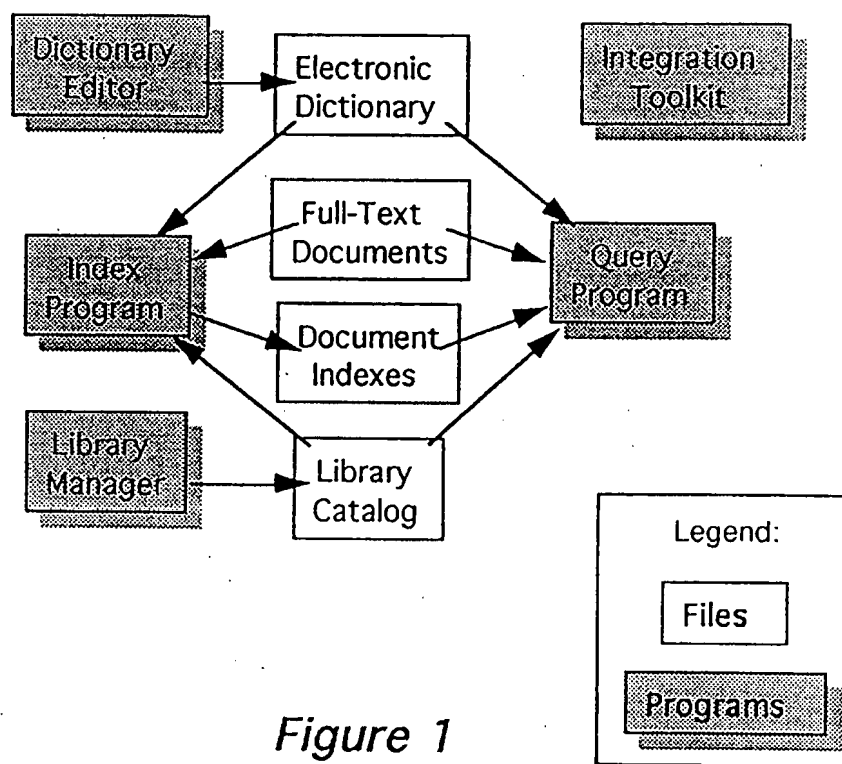 Dictionary
Editor
Electronic
Dictionary
Integration
Toolkit
Full-Text
Documents
Index
Program
Query
Program
Document
Indexes
Library
Manager
Library
Catalog
Legend:
Files
Programs
Figure 1